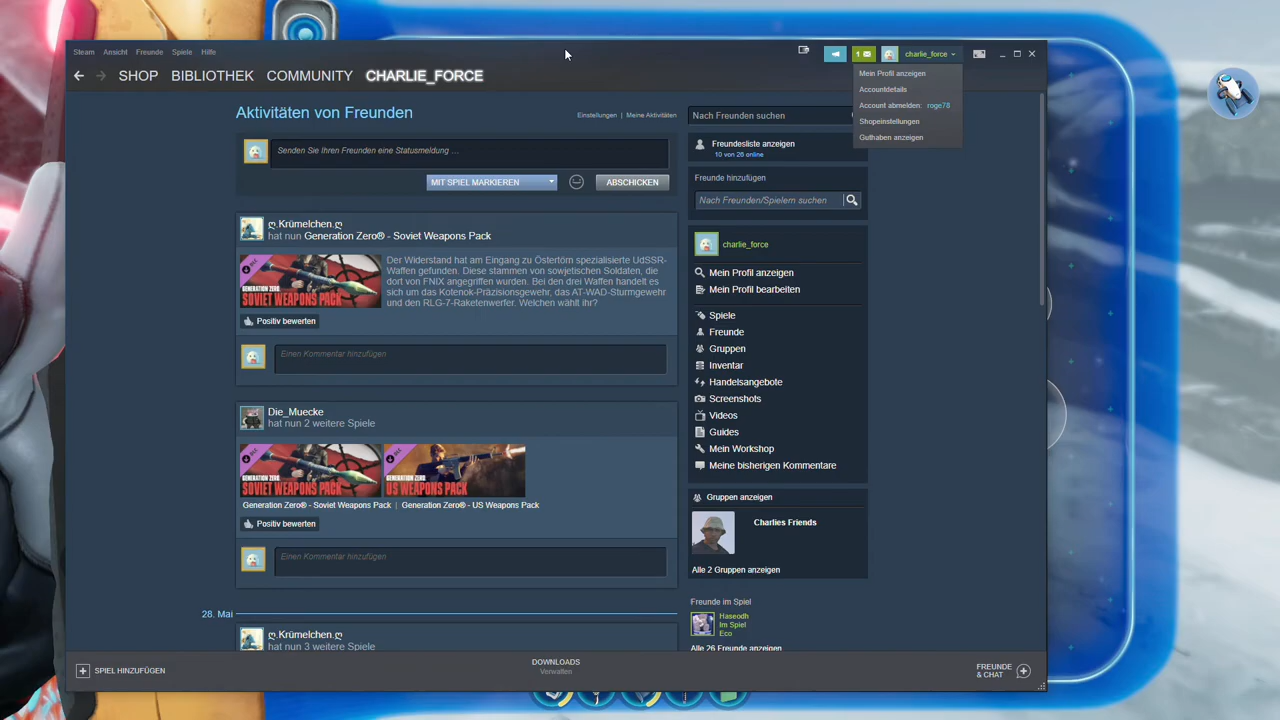 Steam Ansicht Freunde Spiele Hilfe
1
charlie_force
SHOP BIBLIOTHEK COMMUNITY CHARLIE_FORCE
Mein Profil anzeigen
Accountdetails
Account abmelden: roge78
Shopeinstellungen
Guthaben anzeigen
Aktivitäten von Freunden
Einstellungen | Meine Aktivitäten
Senden Sie Ihren Freunden eine Statusmeldung ...
MIT SPIEL MARKIEREN
ABSCHICKEN
ღ.Krümelchen.ღ
hat nun Generation Zero® - Soviet Weapons Pack
GENERATION ZERO
SOVIET WEAPONS PACK
Der Widerstand hat am Eingang zu Östertörn spezialisierte UdSSR-
Waffen gefunden. Diese stammen von sowjetischen Soldaten, die
dort von FNIX angegriffen wurden. Bei den drei Waffen handelt es
sich um das Kotenok-Präzisionsgewehr, das AT-WAD-Sturmgewehr
und den RLG-7-Raketenwerfer. Welchen wählt ihr?
Positiv bewerten
Einen Kommentar hinzufügen
Die_Muecke
hat nun 2 weitere Spiele
GENERATION ZERO
SOVIET WEAPONS PACK
GENERATION ZERO
US WEAPONS PACK
Generation Zero® - Soviet Weapons Pack | Generation Zero® - US Weapons Pack
Positiv bewerten
Einen Kommentar hinzufügen
28. Mai
ღ.Krümelchen.ღ
hat nun 3 weitere Spiele
Nach Freunden suchen
Freundesliste anzeigen
10 von 26 online
Freunde hinzufügen
Nach Freunden/Spielern suchen
charlie_force
Mein Profil anzeigen
Mein Profil bearbeiten
Spiele
Freunde
Gruppen
Inventar
Handelsangebote
Screenshots
Videos
Guides
Mein Workshop
Meine bisherigen Kommentare
Gruppen anzeigen
Charlies Friends
Alle 2 Gruppen anzeigen
Freunde im Spiel
Haseodh
Im Spiel
Eco
Alle 26 Freunde anzeigen
SPIEL HINZUFÜGEN
DOWNLOADS
Verwalten
FREUNDE
& CHAT